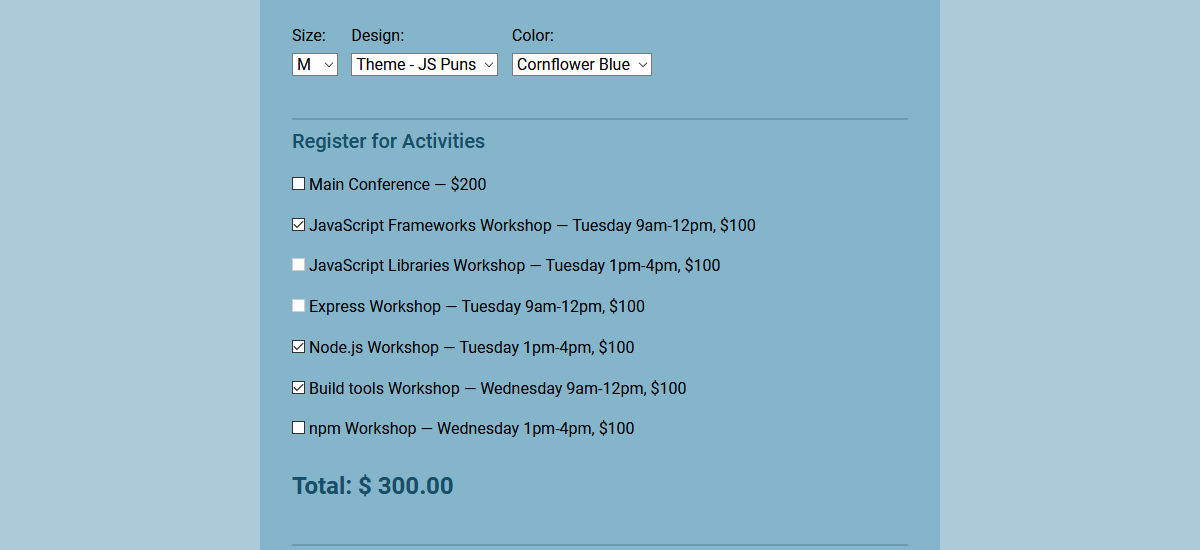 Size: Design: Color:
M Theme - JS Puns Cornflower Blue
Register for Activities
Main Conference — $200
JavaScript Frameworks Workshop — Tuesday 9am-12pm, $100
JavaScript Libraries Workshop — Tuesday 1pm-4pm, $100
Express Workshop — Tuesday 9am-12pm, $100
Node.js Workshop — Tuesday 1pm-4pm, $100
Build tools Workshop — Wednesday 9am-12pm, $100
npm Workshop — Wednesday 1pm-4pm, $100
Total: $ 300.00